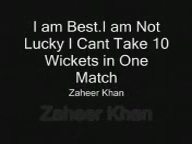 I am Best.I am Not
Lucky I Cant Take 10
Wickets in One
Match
Zaheer Khan
Zaheer Khan